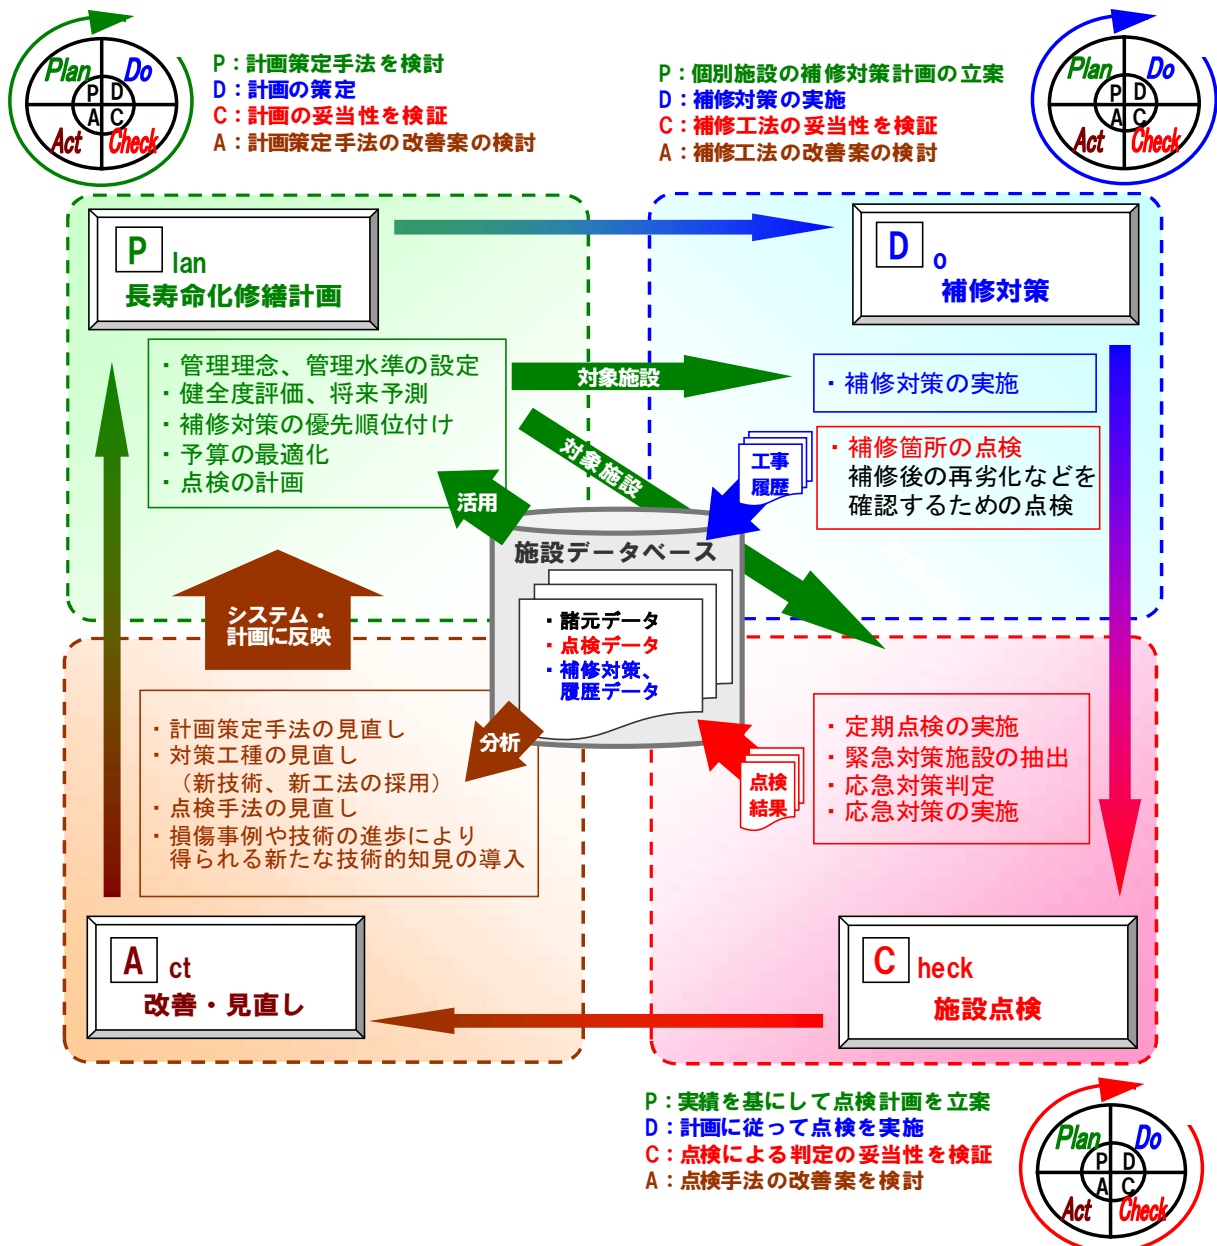 Plan
Do
P
D
A
C
Act
Check
P:計画策定手法を検討
D:計画の策定
C:計画の妥当性を検証
A:計画策定手法の改善案の検討
P:個別施設の補修対策計画の立案
D:補修対策の実施
C:補修工法の妥当性を検証
A:補修工法の改善案の検討
Plan
Do
P
D
A
C
Act
Check
P lan
長寿命化修繕計画
D o
補修対策
・管理理念、管理水準の設定
・健全度評価、将来予測
・補修対策の優先順位付け
・予算の最適化
・点検の計画
対象施設
対象施設
・補修対策の実施
・補修箇所の点検
補修後の再劣化などを
確認するための点検
工事
履歴
活用
施設データベース
・諸元データ
・点検データ
・補修対策、
履歴データ
システム・
計画に反映
分析
点検
結果
・計画策定手法の見直し
・対策工種の見直し
(新技術、新工法の採用)
・点検手法の見直し
・損傷事例や技術の進歩により
得られる新たな技術的知見の導入
・定期点検の実施
・緊急対策施設の抽出
・応急対策判定
・応急対策の実施
A ct
改善・見直し
C heck
施設点検
P:実績を基にして点検計画を立案
D:計画に従って点検を実施
C:点検による判定の妥当性を検証
A:点検手法の改善案を検討
Plan
Do
P
D
A
C
Act
Check